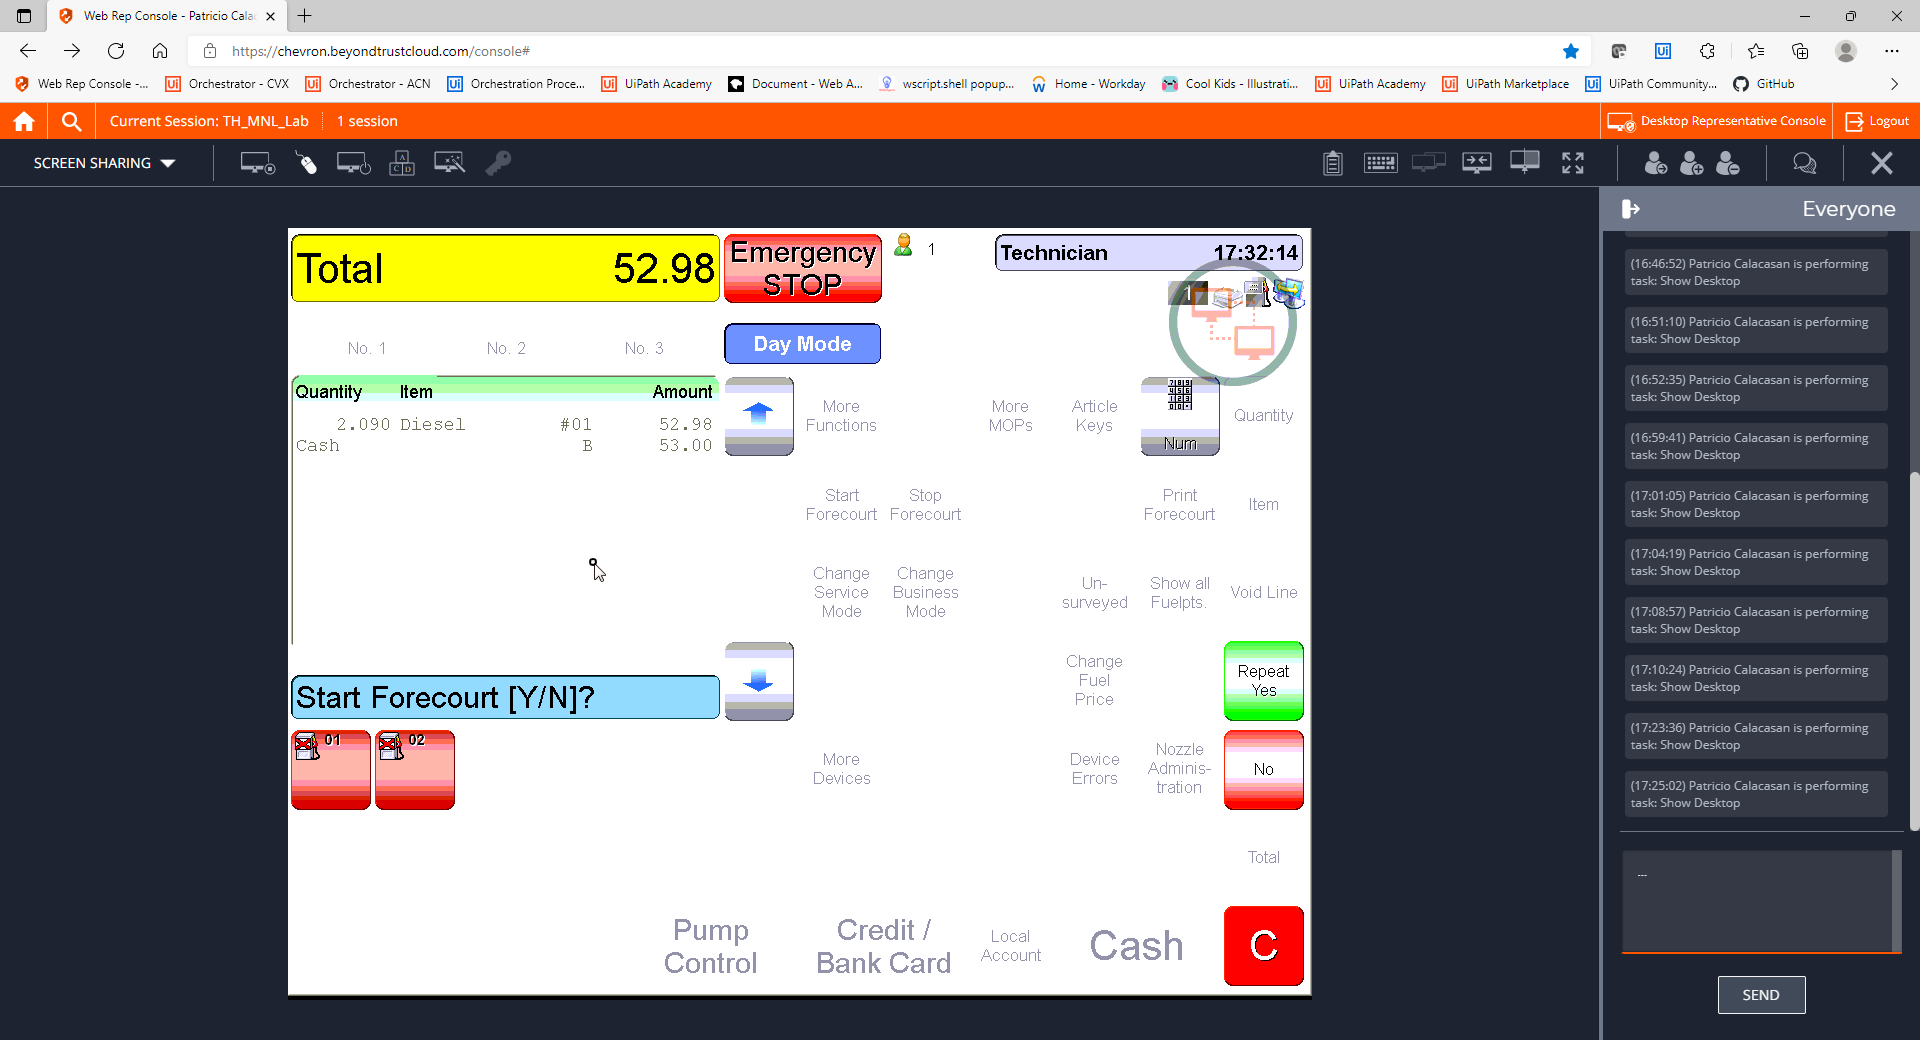 Web Rep Console - Patricio Cala
https://chevron.beyondtrustcloud.com/console#
Web Rep Console -...
Orchestrator - CVX
Orchestrator - ACN
Orchestration Proce...
UiPath Academy
Document - Web A...
wscript.shell popup...
Home - Workday
Cool Kids - Illustrati...
UiPath Academy
UiPath Marketplace
UiPath Community...
GitHub
Current Session: TH_MNL_Lab
1 session
Desktop Representative Console
Logout
SCREEN SHARING
Everyone
Total 52.98
Emergency
STOP
1
Technician 17:32:14
1
No. 1
No. 2
No. 3
Day Mode
Quantity Item Amount
2.090 Diesel #01 52.98
Cash B 53.00
More
Functions
More
MOPs
Article
Keys
Num
Quantity
Start
Forecourt
Stop
Forecourt
Print
Forecourt
Item
Change
Service
Mode
Change
Business
Mode
Un-
surveyed
Show all
Fuelpts.
Void Line
Change
Fuel
Price
Repeat
Yes
Start Forecourt [Y/N]?
01
02
More
Devices
Device
Errors
Nozzle
Adminis-
tration
No
Total
Pump
Control
Credit /
Bank Card
Local
Account
Cash
C
(16:46:52) Patricio Calacasan is performing
task: Show Desktop
(16:51:10) Patricio Calacasan is performing
task: Show Desktop
(16:52:35) Patricio Calacasan is performing
task: Show Desktop
(16:59:41) Patricio Calacasan is performing
task: Show Desktop
(17:01:05) Patricio Calacasan is performing
task: Show Desktop
(17:04:19) Patricio Calacasan is performing
task: Show Desktop
(17:08:57) Patricio Calacasan is performing
task: Show Desktop
(17:10:24) Patricio Calacasan is performing
task: Show Desktop
(17:23:36) Patricio Calacasan is performing
task: Show Desktop
(17:25:02) Patricio Calacasan is performing
task: Show Desktop
...
SEND